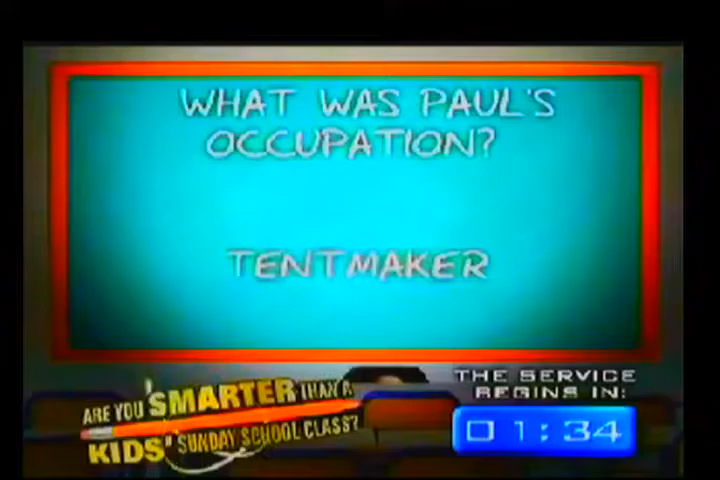 WHAT WAS PAUL'S
OCCUPATION?
TENTMAKER
ARE YOU SMARTER THAN A
KIDS' SUNDAY SCHOOL CLASS?
THE SERVICE
BEGINS IN:
01:34